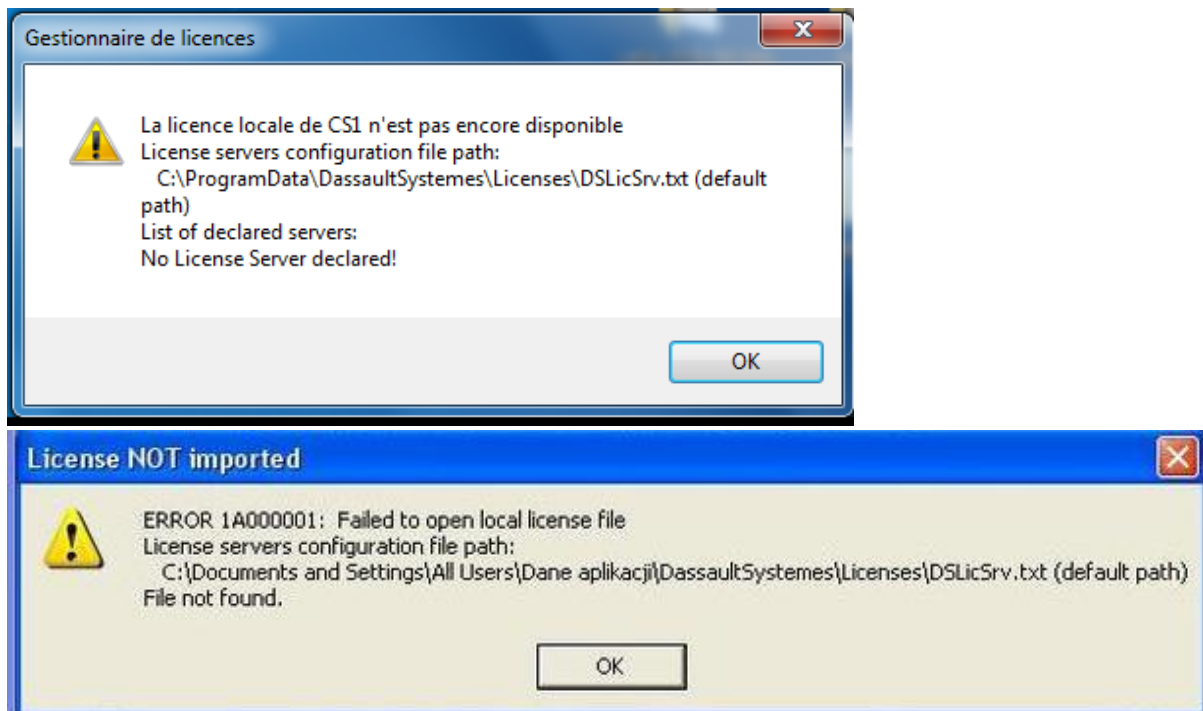 Gestionnaire de licences
La licence locale de CS1 n'est pas encore disponible
License servers configuration file path:
C:\ProgramData\DassaultSystemes\Licenses\DSLicSrv.txt (default
path)
List of declared servers:
No License Server declared!
OK
License NOT imported
ERROR 1A000001: Failed to open local license file
License servers configuration file path:
C:\Documents and Settings\All Users\Dane aplikacji\DassaultSystemes\Licenses\DSLicSrv.txt (default path)
File not found.
OK